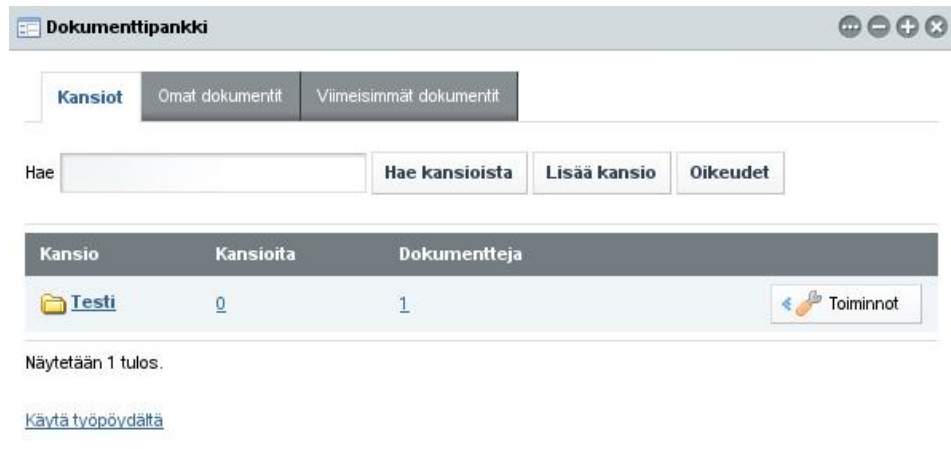 Dokumenttipankki
Kansiot Omat dokumentit Viimeisimmät dokumentit
Hae Hae kansioista Lisää kansio Oikeudet
Kansio Kansioita Dokumentteja
Testi 0 1 Toiminnot
Näytetään 1 tulos.
Käytä työpöydältä